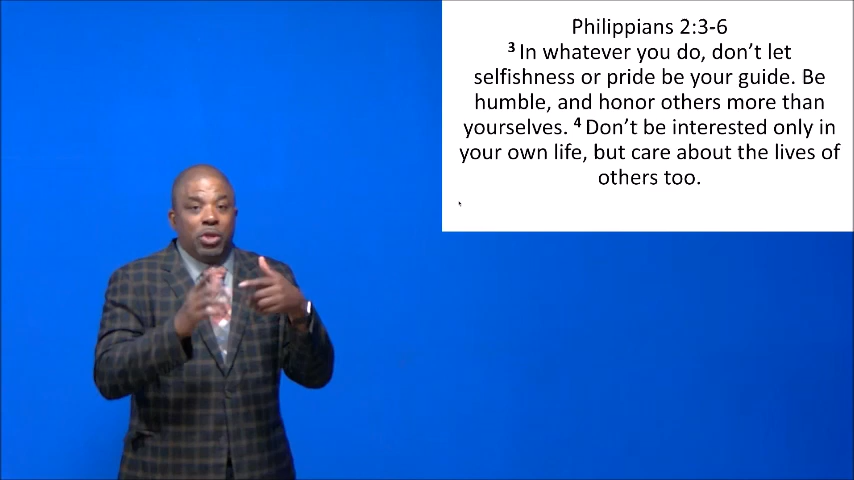 Philippians 2:3-6
³ In whatever you do, don’t let
selfishness or pride be your guide. Be
humble, and honor others more than
yourselves. ⁴ Don’t be interested only in
your own life, but care about the lives of
others too.